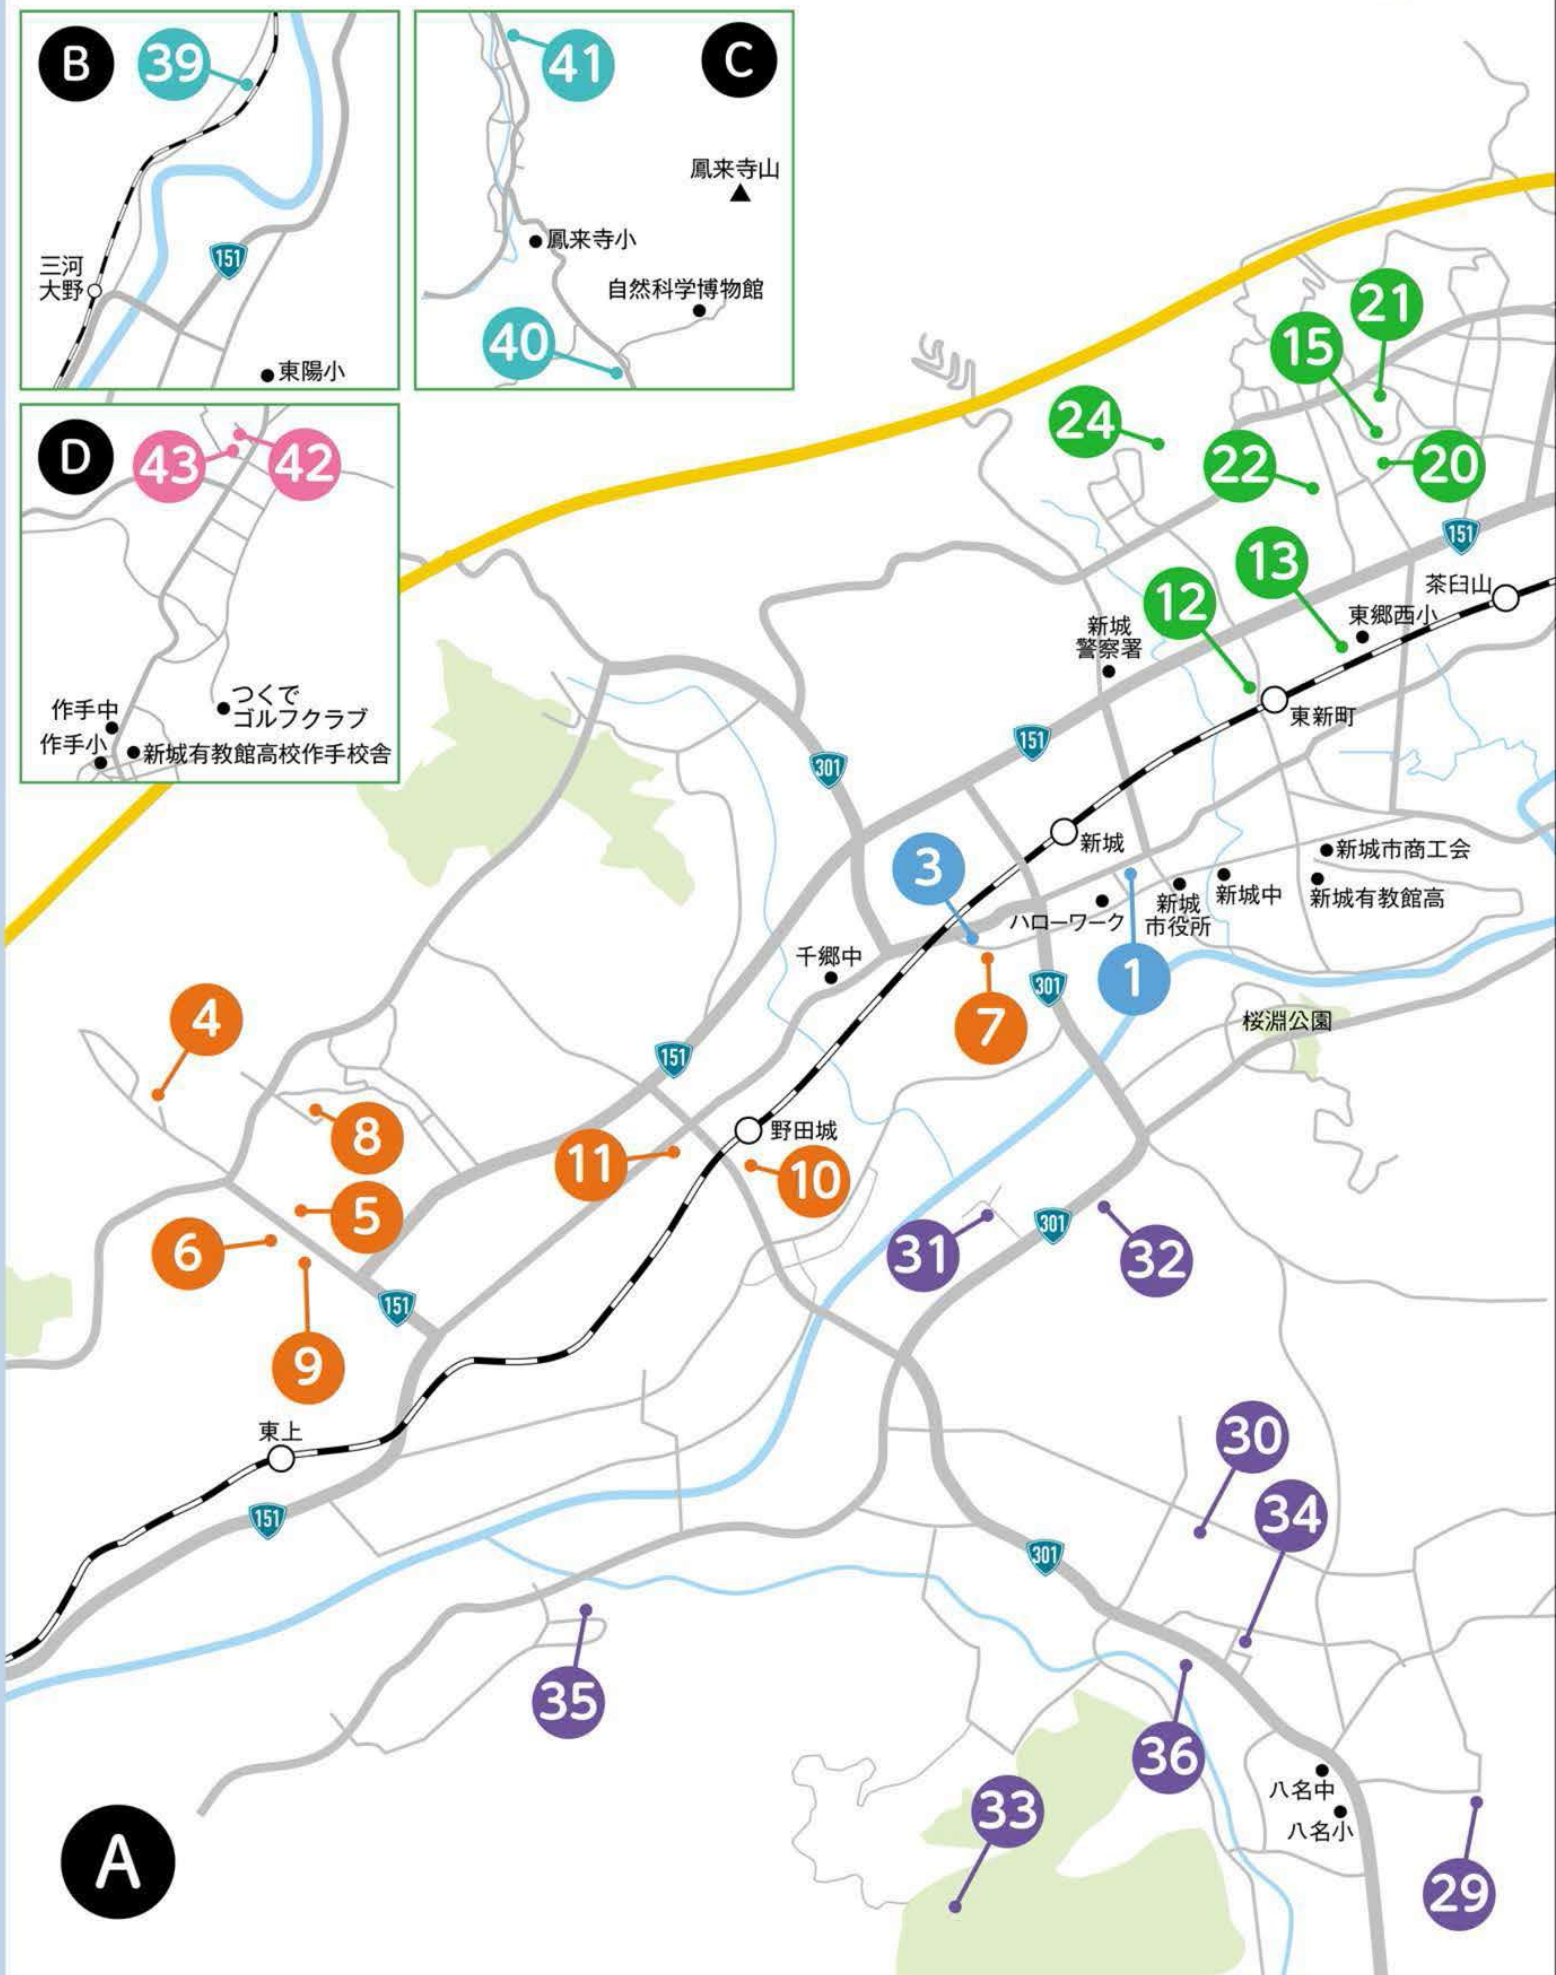 B
39
三河
大野
151
東陽小
41
C
鳳来寺山
鳳来寺小
自然科学博物館
40
D
43
42
作手中
作手小
つくで
ゴルフクラブ
新城有教館高校作手校舎
21
15
24
22
20
151
13
茶臼山
12
東郷西小
新城
警察署
東新町
151
301
新城
3
新城市商工会
新城有教館高
新城中
新城
市役所
ハローワーク
千郷中
1
301
7
桜淵公園
4
151
8
野田城
11
10
5
6
31
301
32
151
9
東上
30
34
151
301
35
36
八名中
八名小
33
29
A